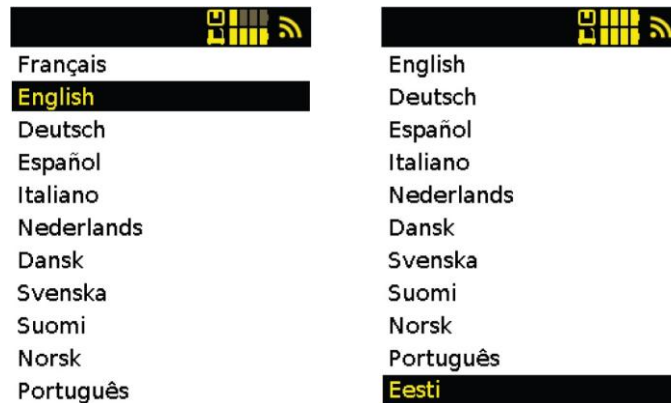 Français
English
Deutsch
Español
Italiano
Nederlands
Dansk
Svenska
Suomi
Norsk
Português
English
Deutsch
Español
Italiano
Nederlands
Dansk
Svenska
Suomi
Norsk
Português
Eesti